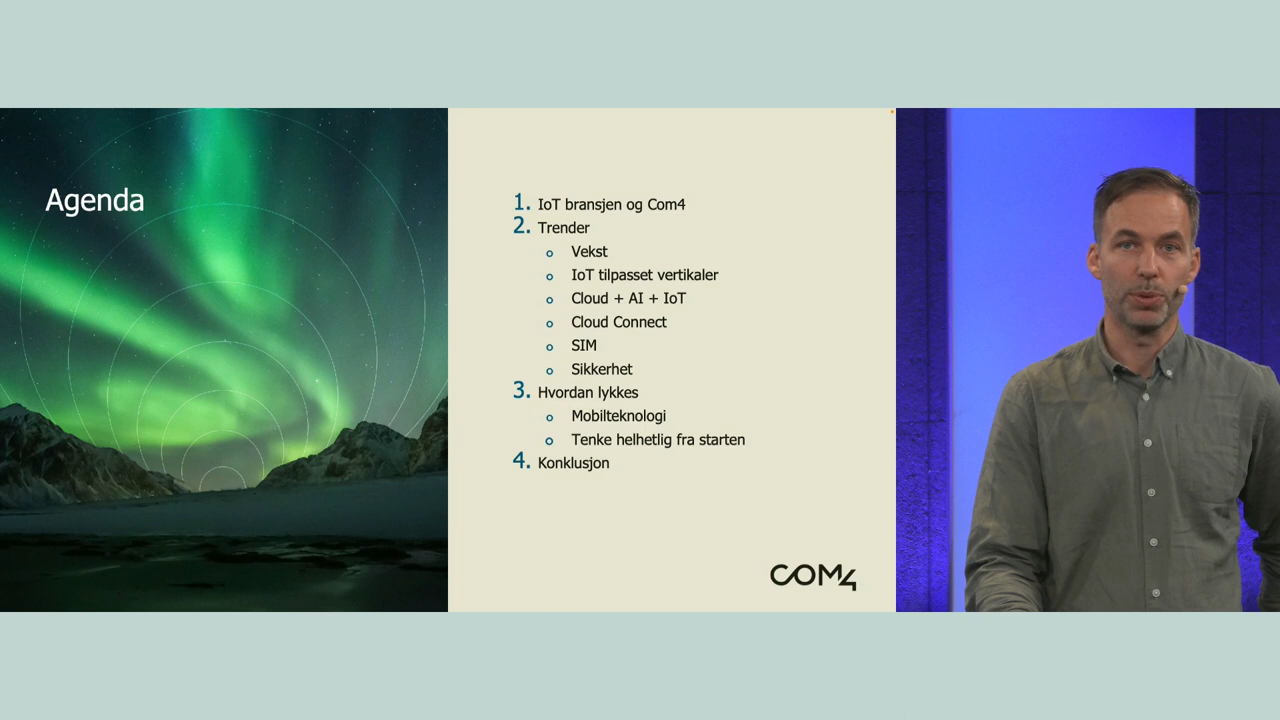 Agenda
1. IoT bransjen og Com4
2. Trender
o Vekst
o IoT tilpasset vertikaler
o Cloud + AI + IoT
o Cloud Connect
o SIM
o Sikkerhet
3. Hvordan lykkes
o Mobilteknologi
o Tenke helhetlig fra starten
4. Konklusjon
COM4